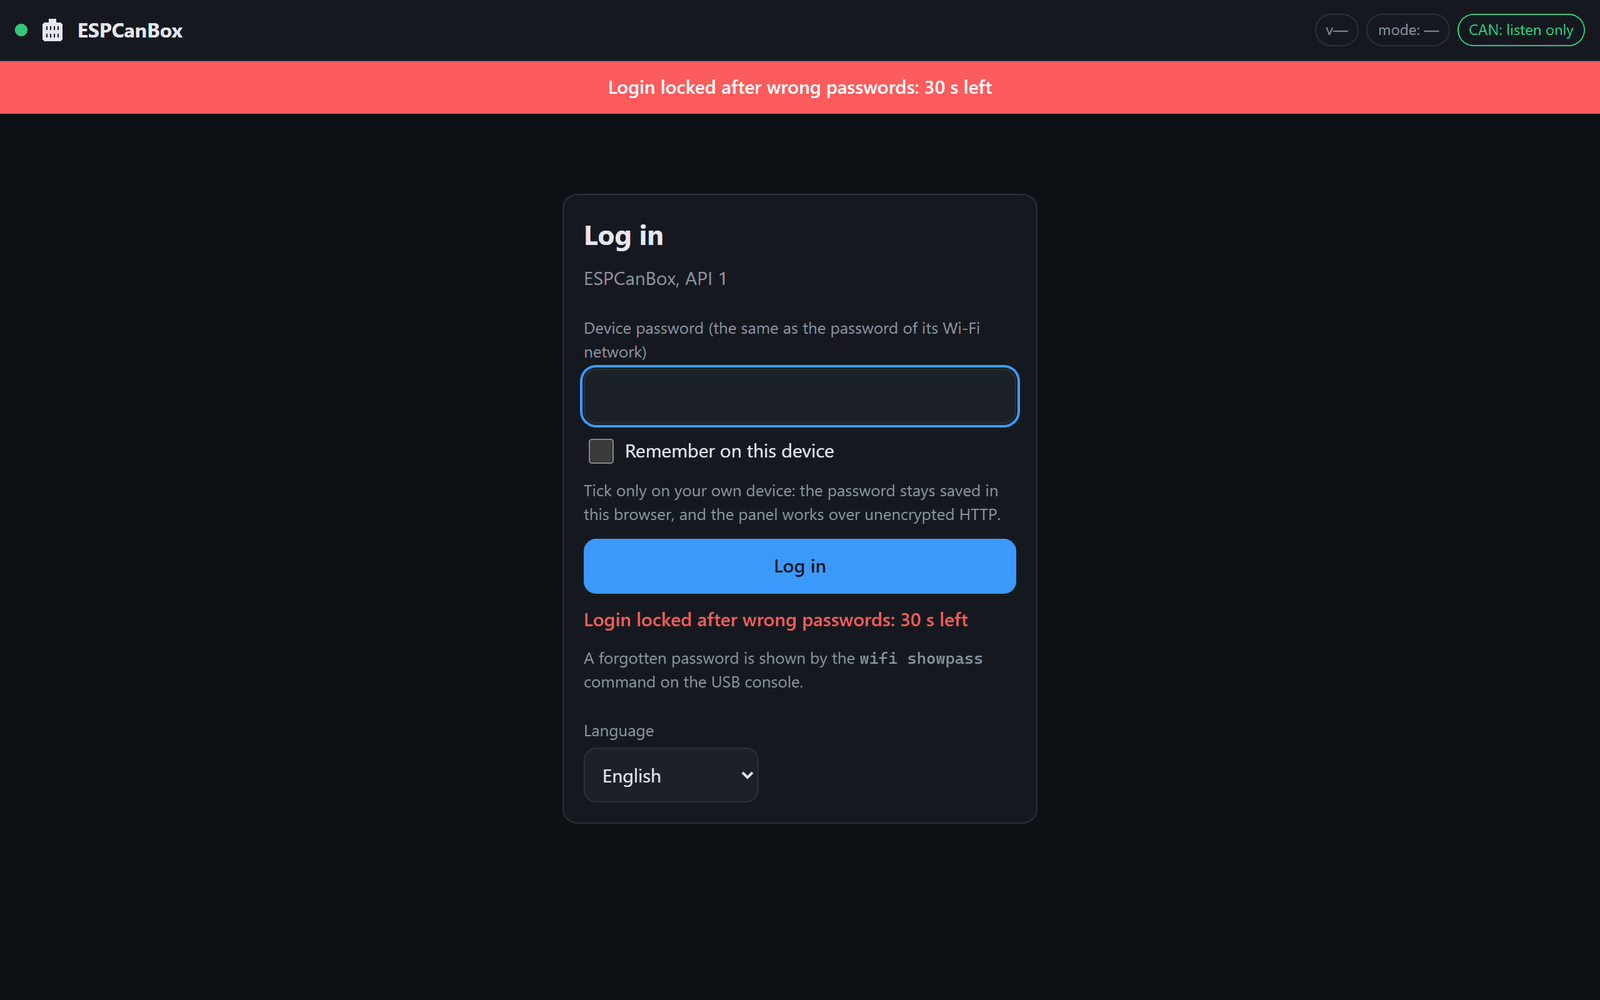 ESPCanBox
v—
mode: —
CAN: listen only
Login locked after wrong passwords: 30 s left
Log in
ESPCanBox, API 1
Device password (the same as the password of its Wi-Fi
network)
Remember on this device
Tick only on your own device: the password stays saved in
this browser, and the panel works over unencrypted HTTP.
Log in
Login locked after wrong passwords: 30 s left
A forgotten password is shown by the wifi showpass
command on the USB console.
Language
English